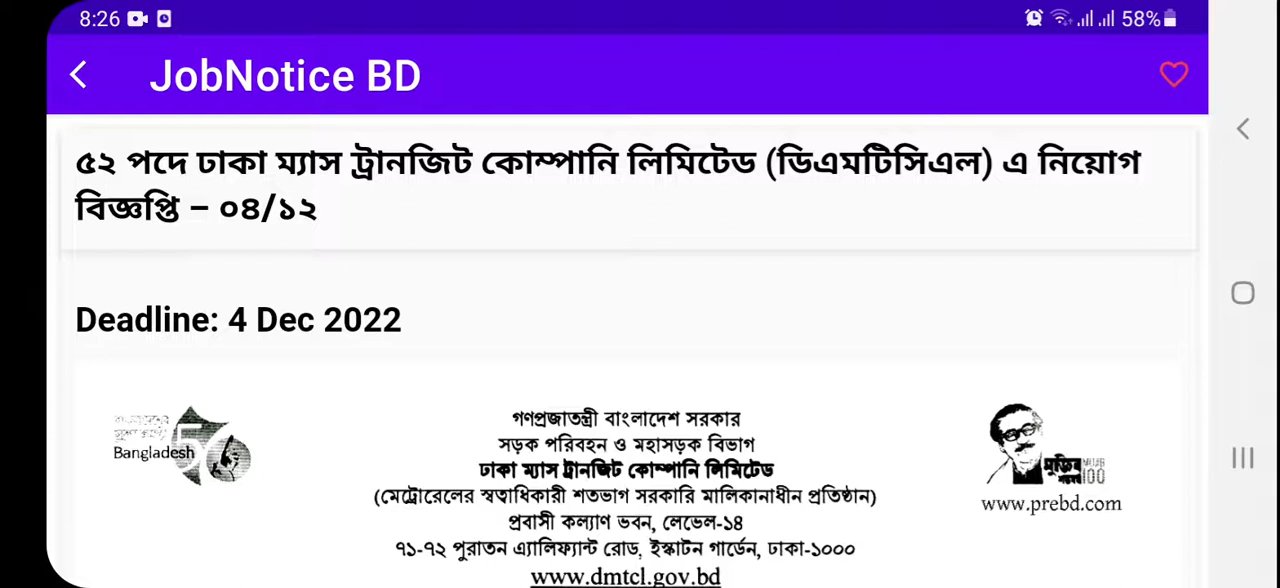 8:26
58%
JobNotice BD
৫২ পদে ঢাকা ম্যাস ট্রানজিট কোম্পানি লিমিটেড (ডিএমটিসিএল) এ নিয়োগ
বিজ্ঞপ্তি – ০৪/১২
Deadline: 4 Dec 2022
Bangladesh
গণপ্রজাতন্ত্রী বাংলাদেশ সরকার
সড়ক পরিবহন ও মহাসড়ক বিভাগ
ঢাকা ম্যাস ট্রানজিট কোম্পানি লিমিটেড
(মেট্রোরেলের স্বত্বাধিকারী শতভাগ সরকারি মালিকানাধীন প্রতিষ্ঠান)
প্রবাসী কল্যাণ ভবন, লেভেল-১৪
৭১-৭২ পুরাতন এ্যালিফ্যান্ট রোড, ইস্কাটন গার্ডেন, ঢাকা-১০০০
www.dmtcl.gov.bd
মুজিব
100
www.prebd.com